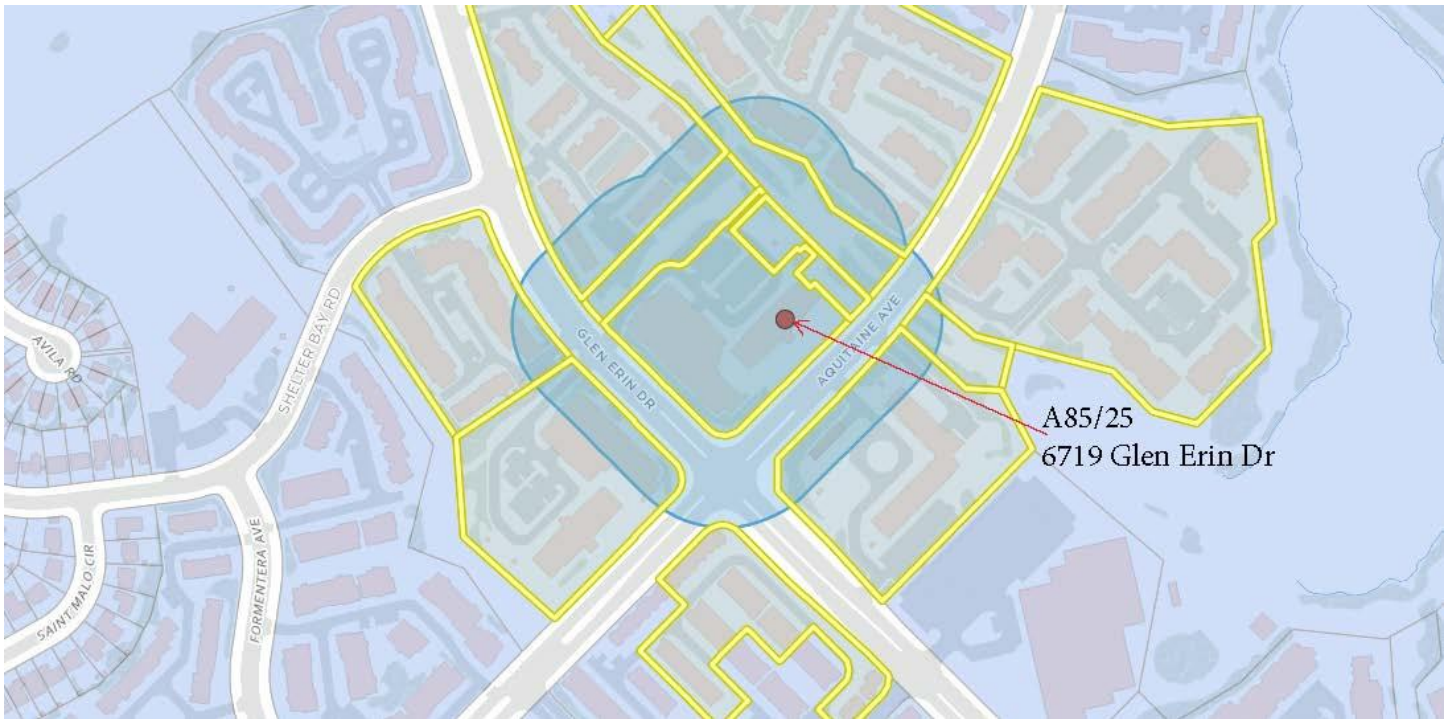 AVILA RD
SHELTER BAY RD
GLEN ERIN DR
AQUITAINE AVE
A85/25
6719 Glen Erin Dr
SAINT MALO CIR
FORMENTERA AVE